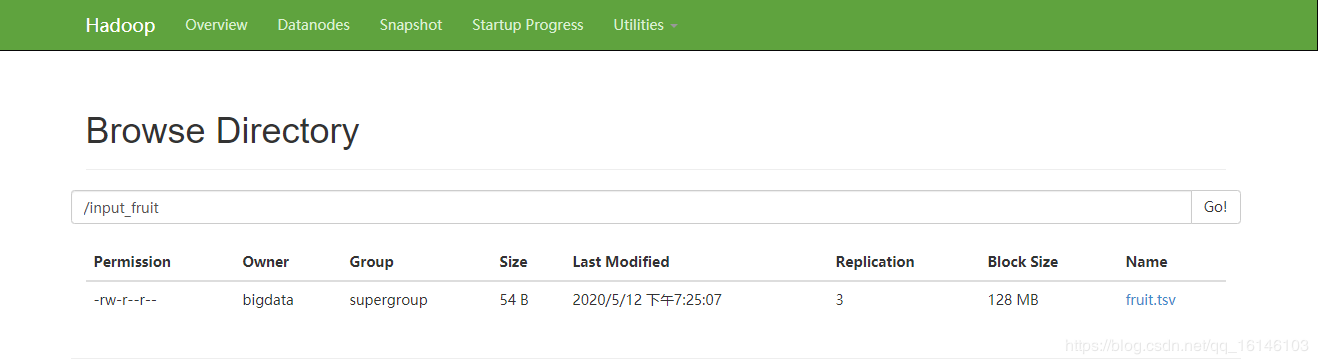 Hadoop Overview Datanodes Snapshot Startup Progress Utilities
Browse Directory
/input_fruit Go!
Permission Owner Group Size Last Modified Replication Block Size Name
-rw-r--r-- bigdata supergroup 54 B 2020/5/12 下午7:25:07 3 128 MB fruit.tsv
https://blog.csdn.net/qq_16146103